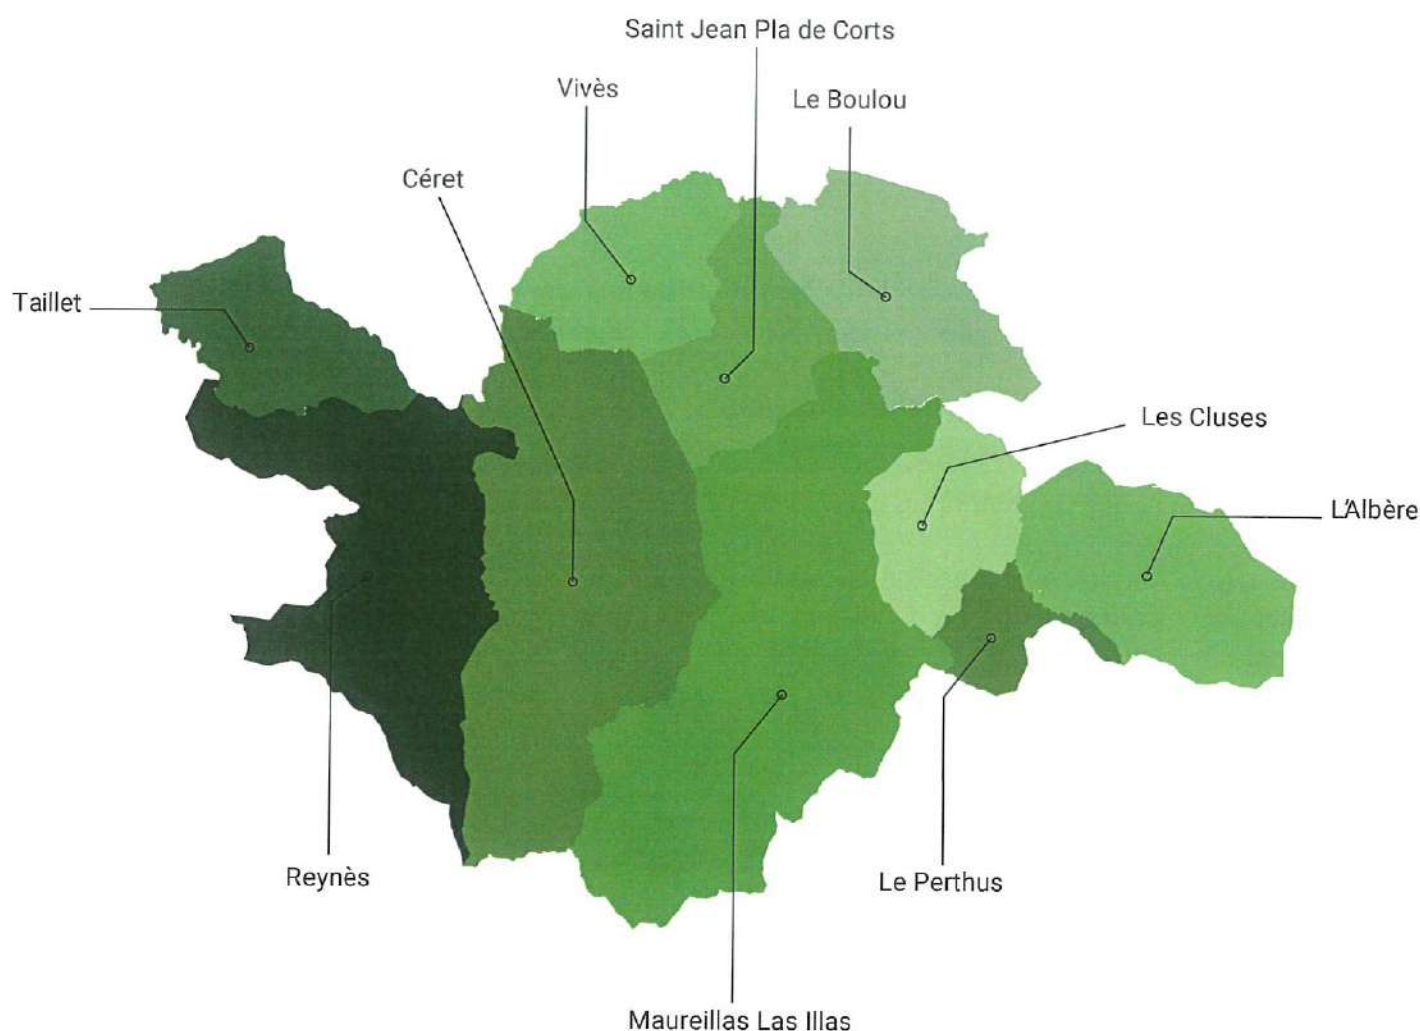 Saint Jean Pla de Corts
Vivès
Le Boulou
Céret
Taillet
Les Cluses
L'Albère
Reynès
Le Perthus
Maureillas Las Illas